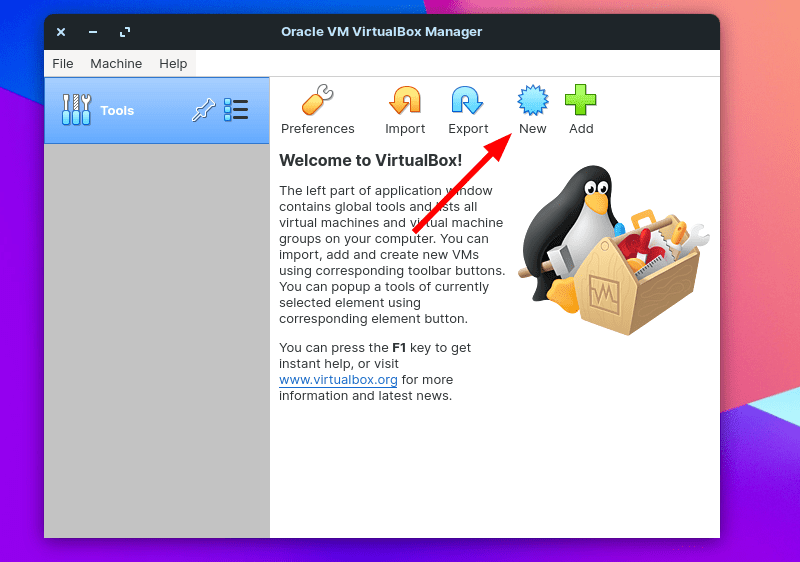 Oracle VM VirtualBox Manager
File Machine Help
Tools
Preferences Import Export New Add
Welcome to VirtualBox!
The left part of application window
contains global tools and lists all
virtual machines and virtual machine
groups on your computer. You can
import, add and create new VMs
using corresponding toolbar buttons.
You can popup a tools of currently
selected element using
corresponding element button.
You can press the F1 key to get
instant help, or visit
www.virtualbox.org for more
information and latest news.